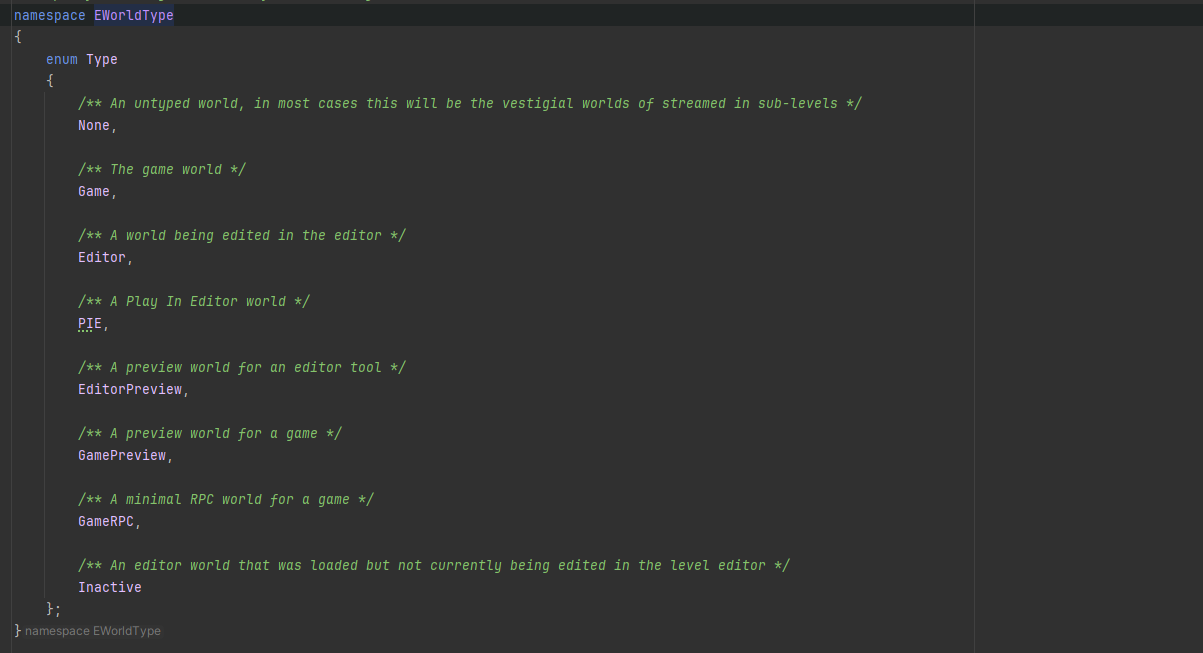 namespace EWorldType
{
enum Type
{
/** An untyped world, in most cases this will be the vestigial worlds of streamed in sub-levels */
None,
/** The game world */
Game,
/** A world being edited in the editor */
Editor,
/** A Play In Editor world */
PIE,
/** A preview world for an editor tool */
EditorPreview,
/** A preview world for a game */
GamePreview,
/** A minimal RPC world for a game */
GameRPC,
/** An editor world that was loaded but not currently being edited in the level editor */
Inactive
};
} namespace EWorldType